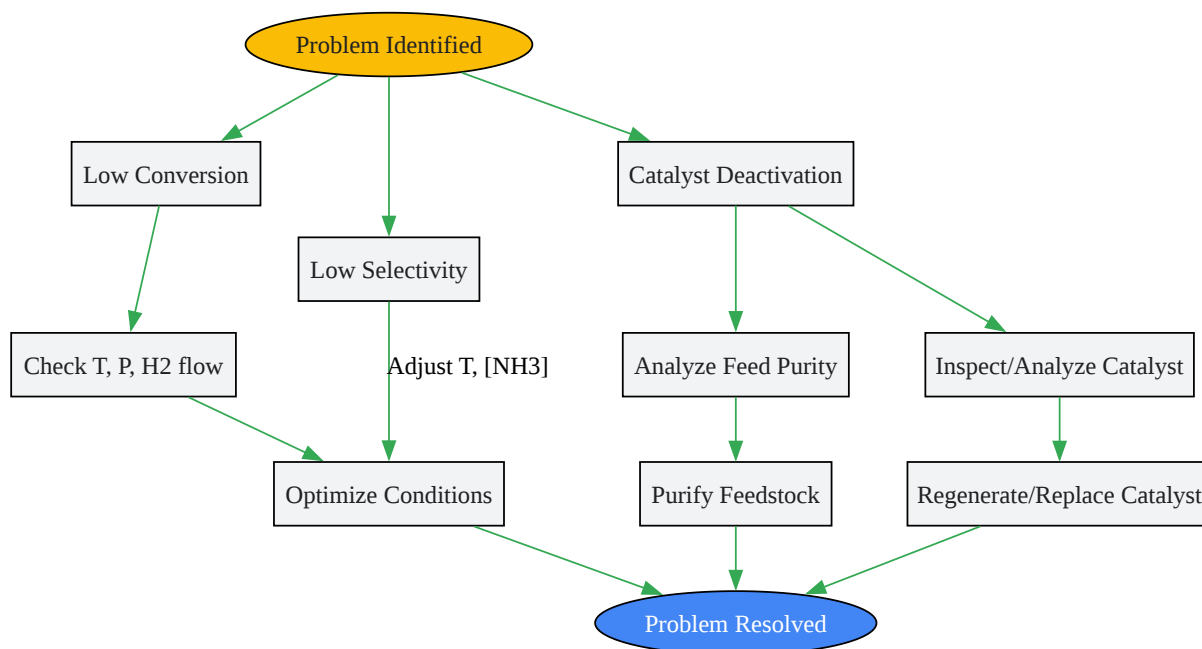 Problem Identified
Low Conversion
Catalyst Deactivation
Low Selectivity
Check T, P, H2 flow
Adjust T, [NH3]
Analyze Feed Purity
Inspect/Analyze Catalyst
Optimize Conditions
Purify Feedstock
Regenerate/Replace Catalyst
Problem Resolved